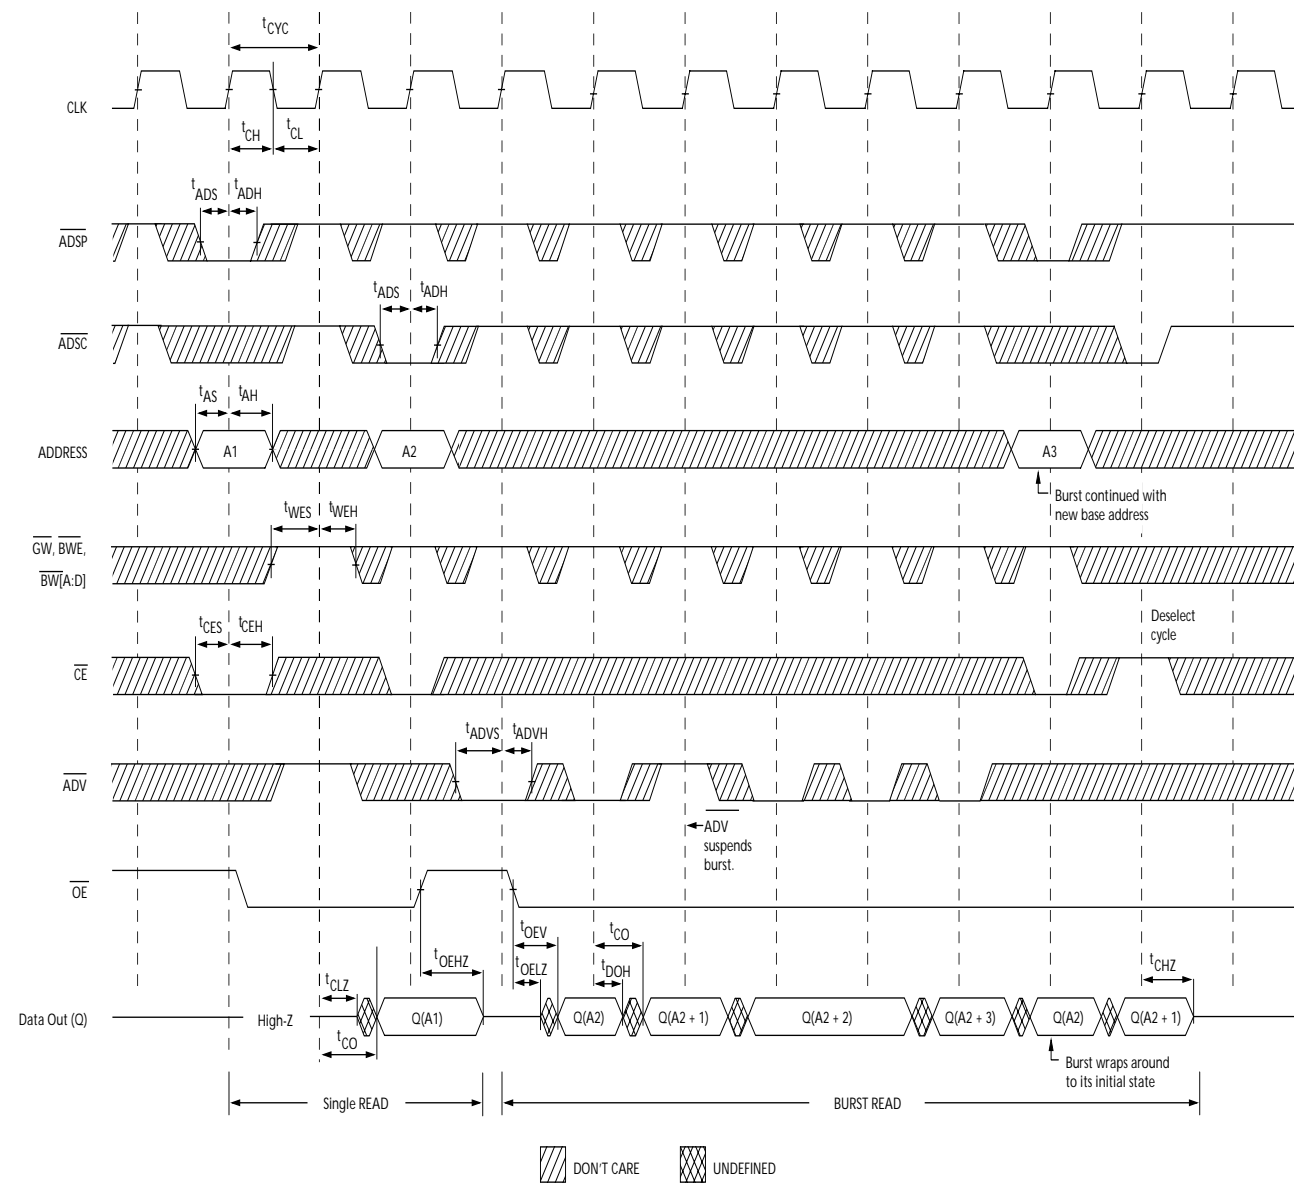 tCYC
CLK
tCH tCL
tADS tADH
ADSP
tADS tADH
ADSC
tAS tAH
ADDRESS A1 A2 A3
Burst continued with
new base address
tWES tWEH
GW, BWE,
BW[A:D]
Deselect
cycle
tCES tCEH
CE
tADVS tADVH
ADV
ADV
suspends
burst.
OE
tOEV tCO
tOEHZ tOELZ tDOH tCHZ
tCLZ
Data Out (Q) High-Z Q(A1) Q(A2) Q(A2 + 1) Q(A2 + 2) Q(A2 + 3) Q(A2) Q(A2 + 1)
tCO
Burst wraps around
to its initial state
Single READ BURST READ
DON'T CARE UNDEFINED